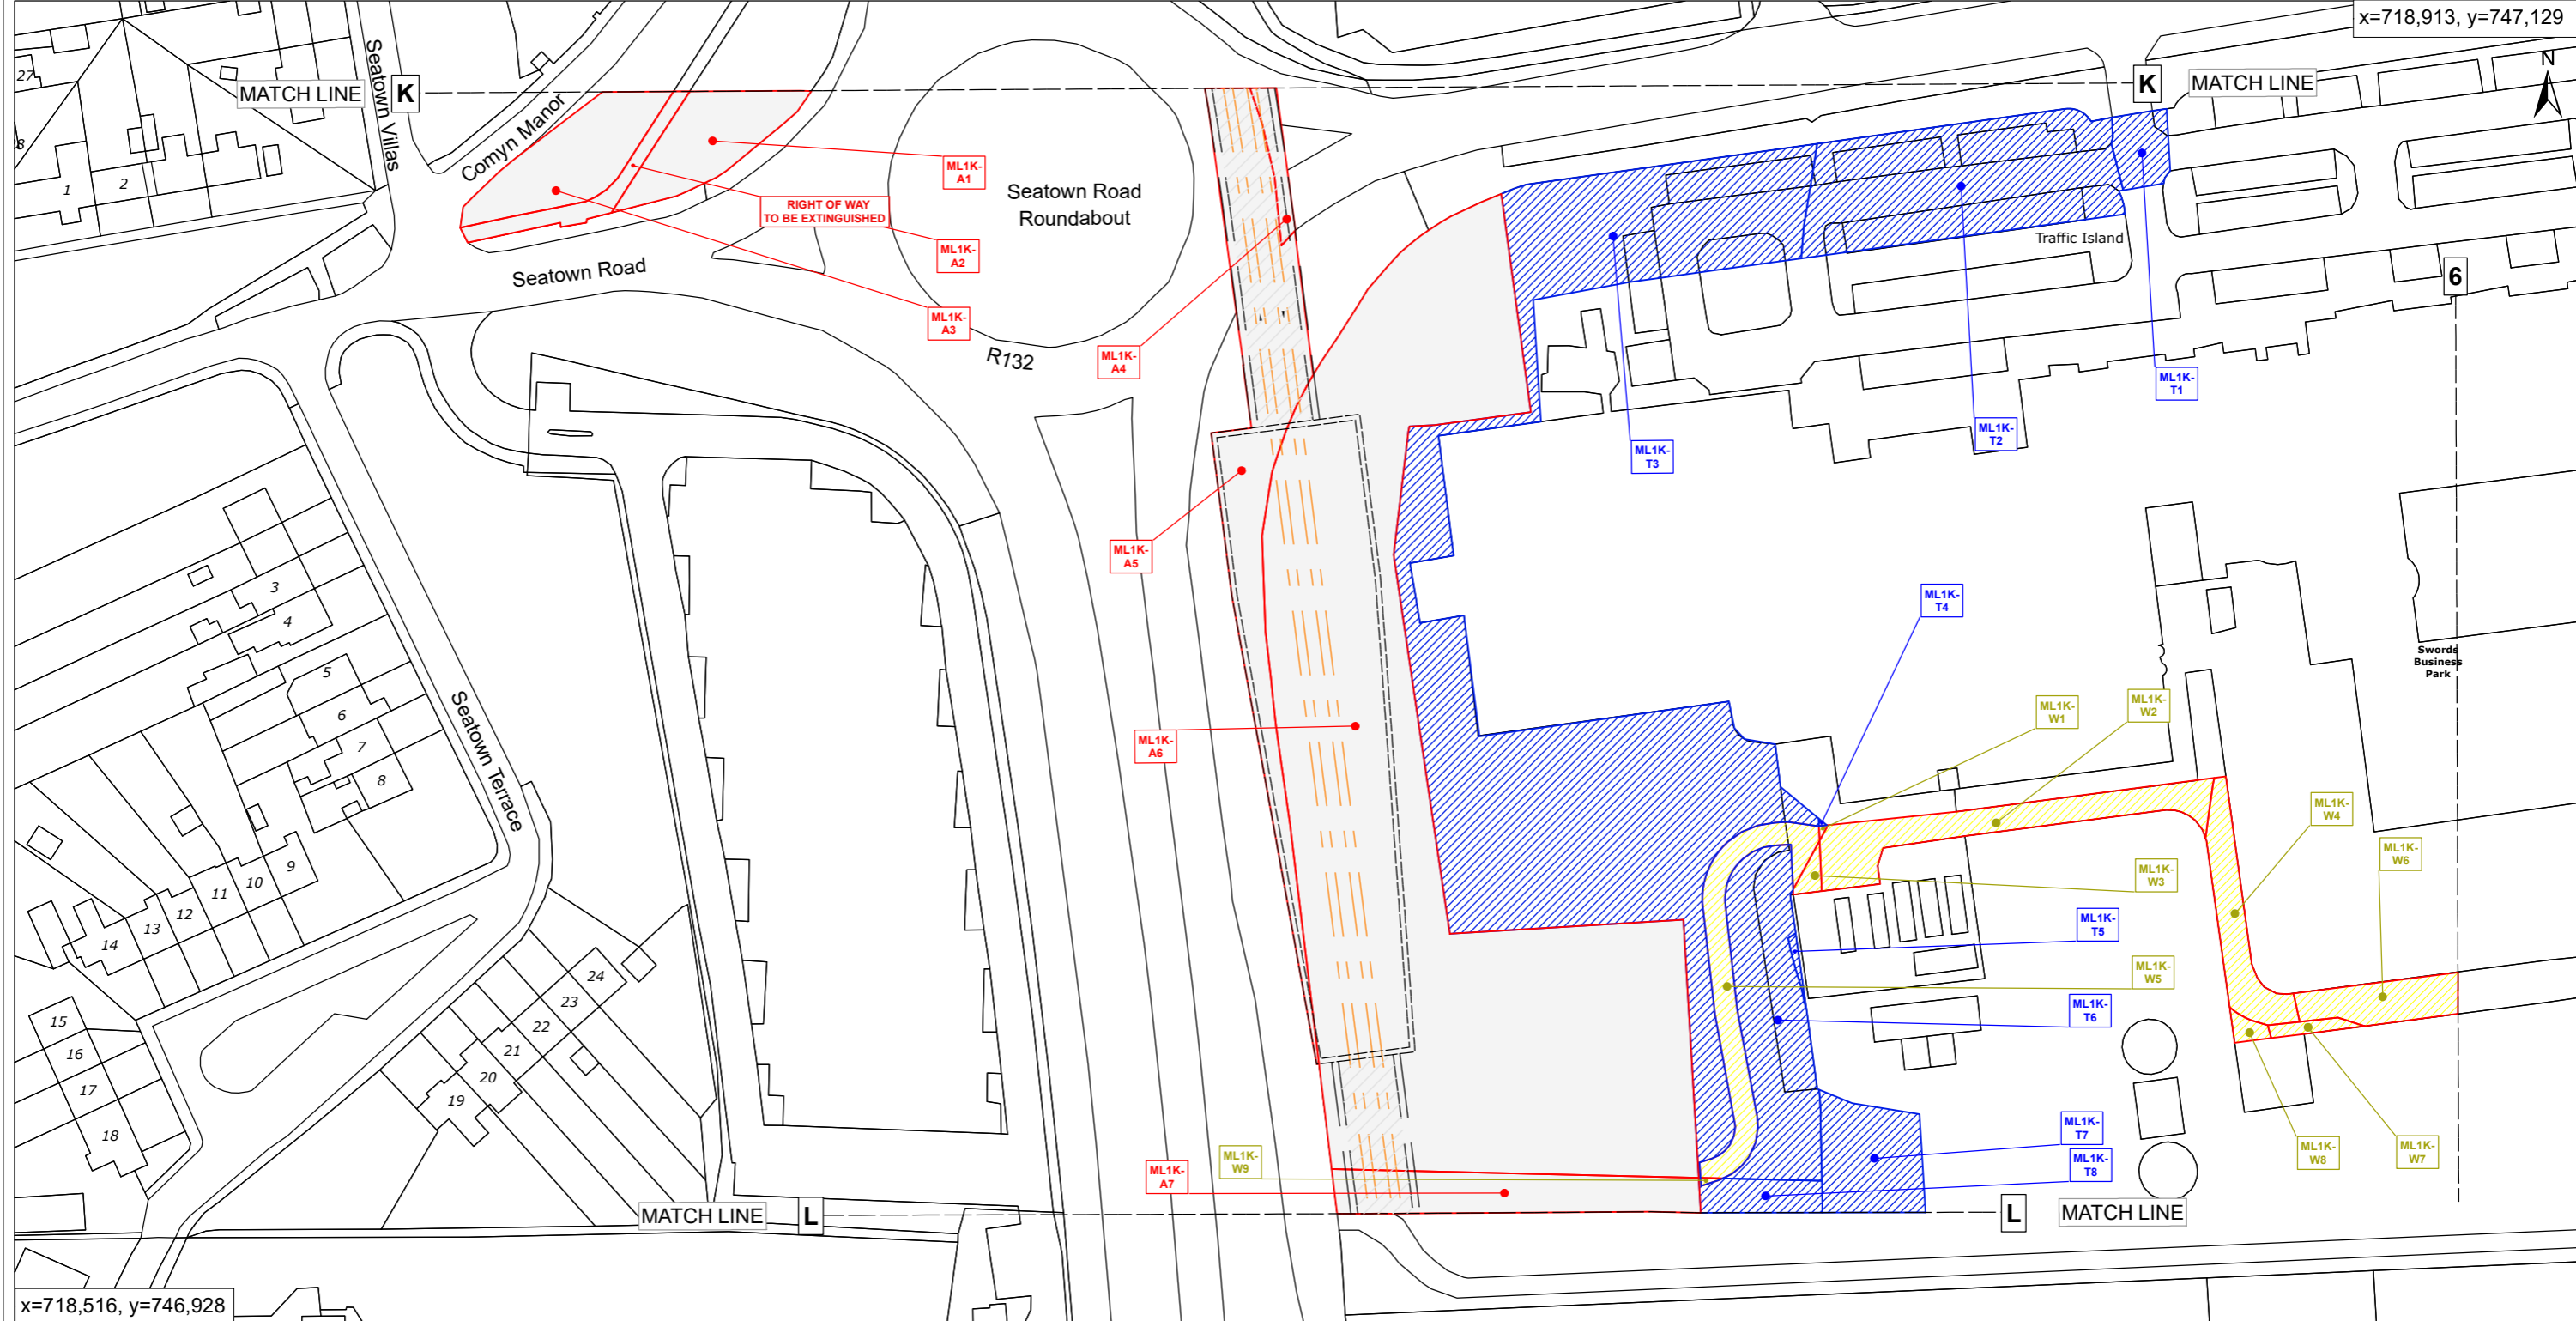 x=718,913, y=747,129
N
MATCH LINE
K
K
MATCH LINE
Seatown Villas
Comyn Manor
27
8
1
2
ML1K-
A1
RIGHT OF WAY
TO BE EXTINGUISHED
ML1K-
A2
ML1K-
A3
Seatown Road
Roundabout
Seatown Road
R132
ML1K-
A4
Traffic Island
6
ML1K-
T1
ML1K-
T2
ML1K-
T3
ML1K-
A5
ML1K-
T4
3
4
5
6
7
8
Seatown Terrace
Swords
Business
Park
ML1K-
W1
ML1K-
W2
ML1K-
A6
ML1K-
W4
ML1K-
W6
ML1K-
W3
9
10
11
12
13
14
ML1K-
T5
ML1K-
W5
ML1K-
T6
15
16
17
18
19
20
21
22
23
24
ML1K-
T7
ML1K-
T8
ML1K-
W8
ML1K-
W7
ML1K-
W9
ML1K-
A7
MATCH LINE
L
L
MATCH LINE
x=718,516, y=746,928